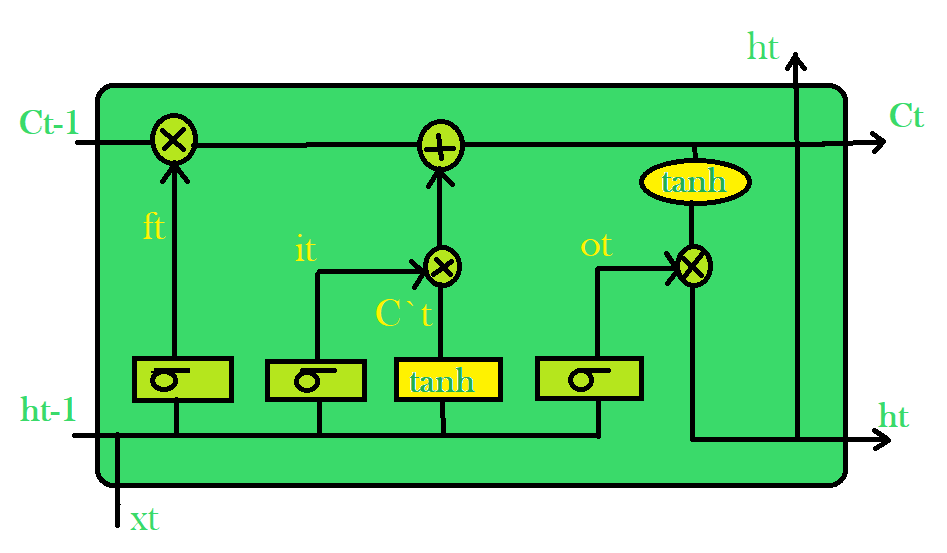 ht
Ct-1
Ct
tanh
ft
it
ot
C`t
σ
σ
tanh
σ
ht-1
ht
xt